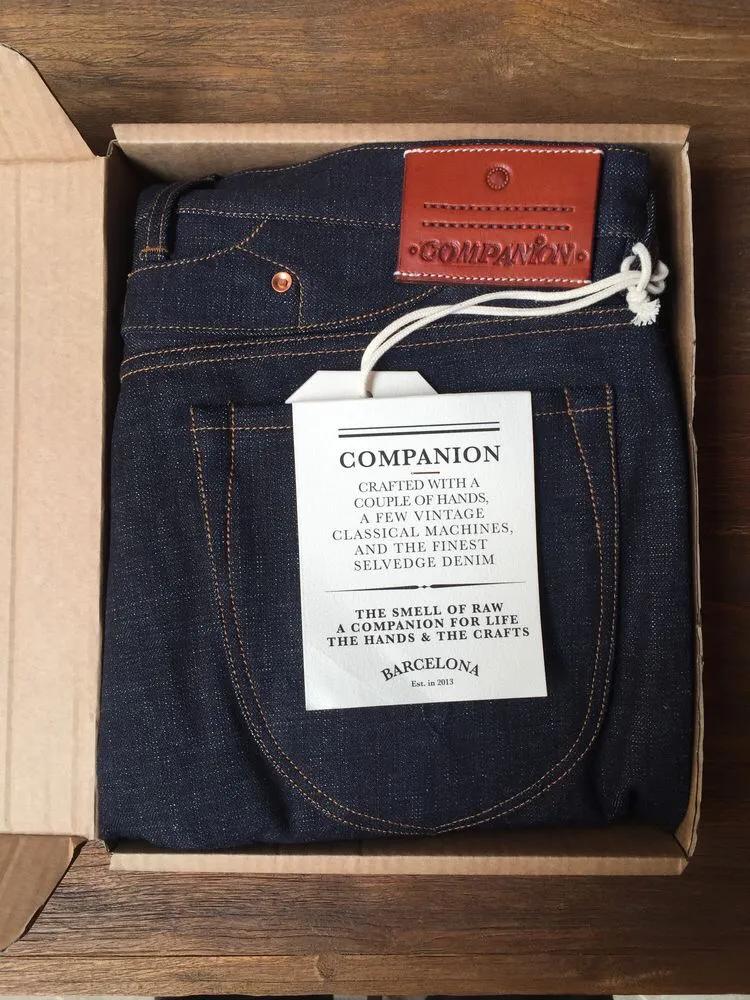 COMPANION
COMPANION
CRAFTED WITH A
COUPLE OF HANDS,
A FEW VINTAGE
CLASSICAL MACHINES,
AND THE FINEST
SELVEDGE DENIM
THE SMELL OF RAW
A COMPANION FOR LIFE
THE HANDS & THE CRAFTS
BARCELONA
Est. in 2013